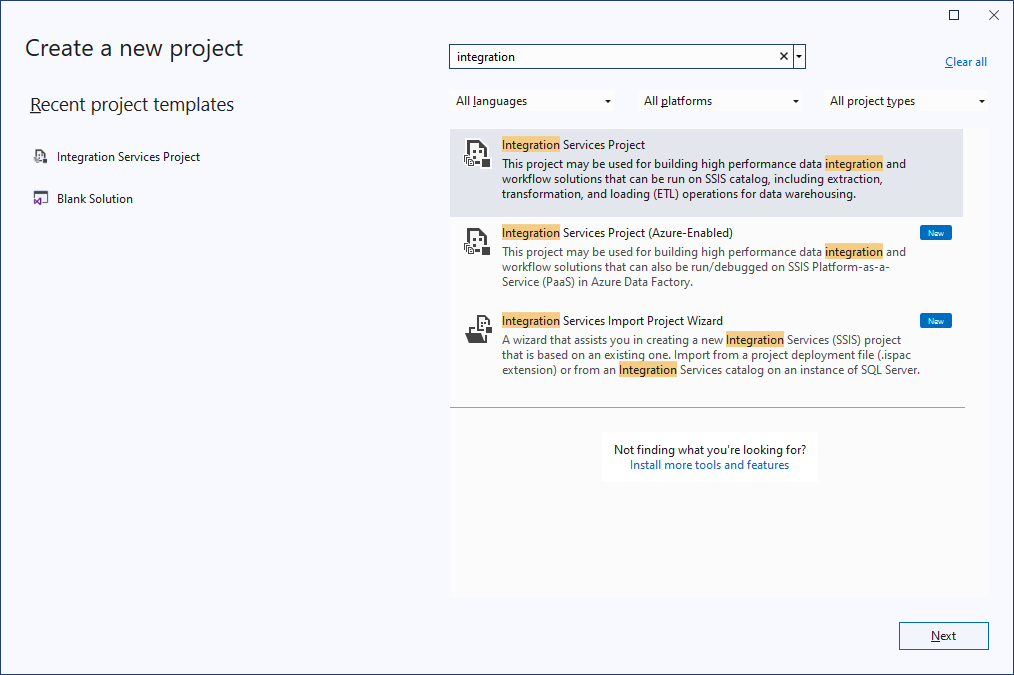 Create a new project
Recent project templates
Integration Services Project
Blank Solution
integration
Clear all
All languages
All platforms
All project types
Integration Services Project
This project may be used for building high performance data integration and
workflow solutions that can be run on SSIS catalog, including extraction,
transformation, and loading (ETL) operations for data warehousing.
Integration Services Project (Azure-Enabled)
New
This project may be used for building high performance data integration and
workflow solutions that can also be run/debugged on SSIS Platform-as-a-
Service (PaaS) in Azure Data Factory.
Integration Services Import Project Wizard
New
A wizard that assists you in creating a new Integration Services (SSIS) project
that is based on an existing one. Import from a project deployment file (.ispac
extension) or from an Integration Services catalog on an instance of SQL Server.
Not finding what you're looking for?
Install more tools and features
Next